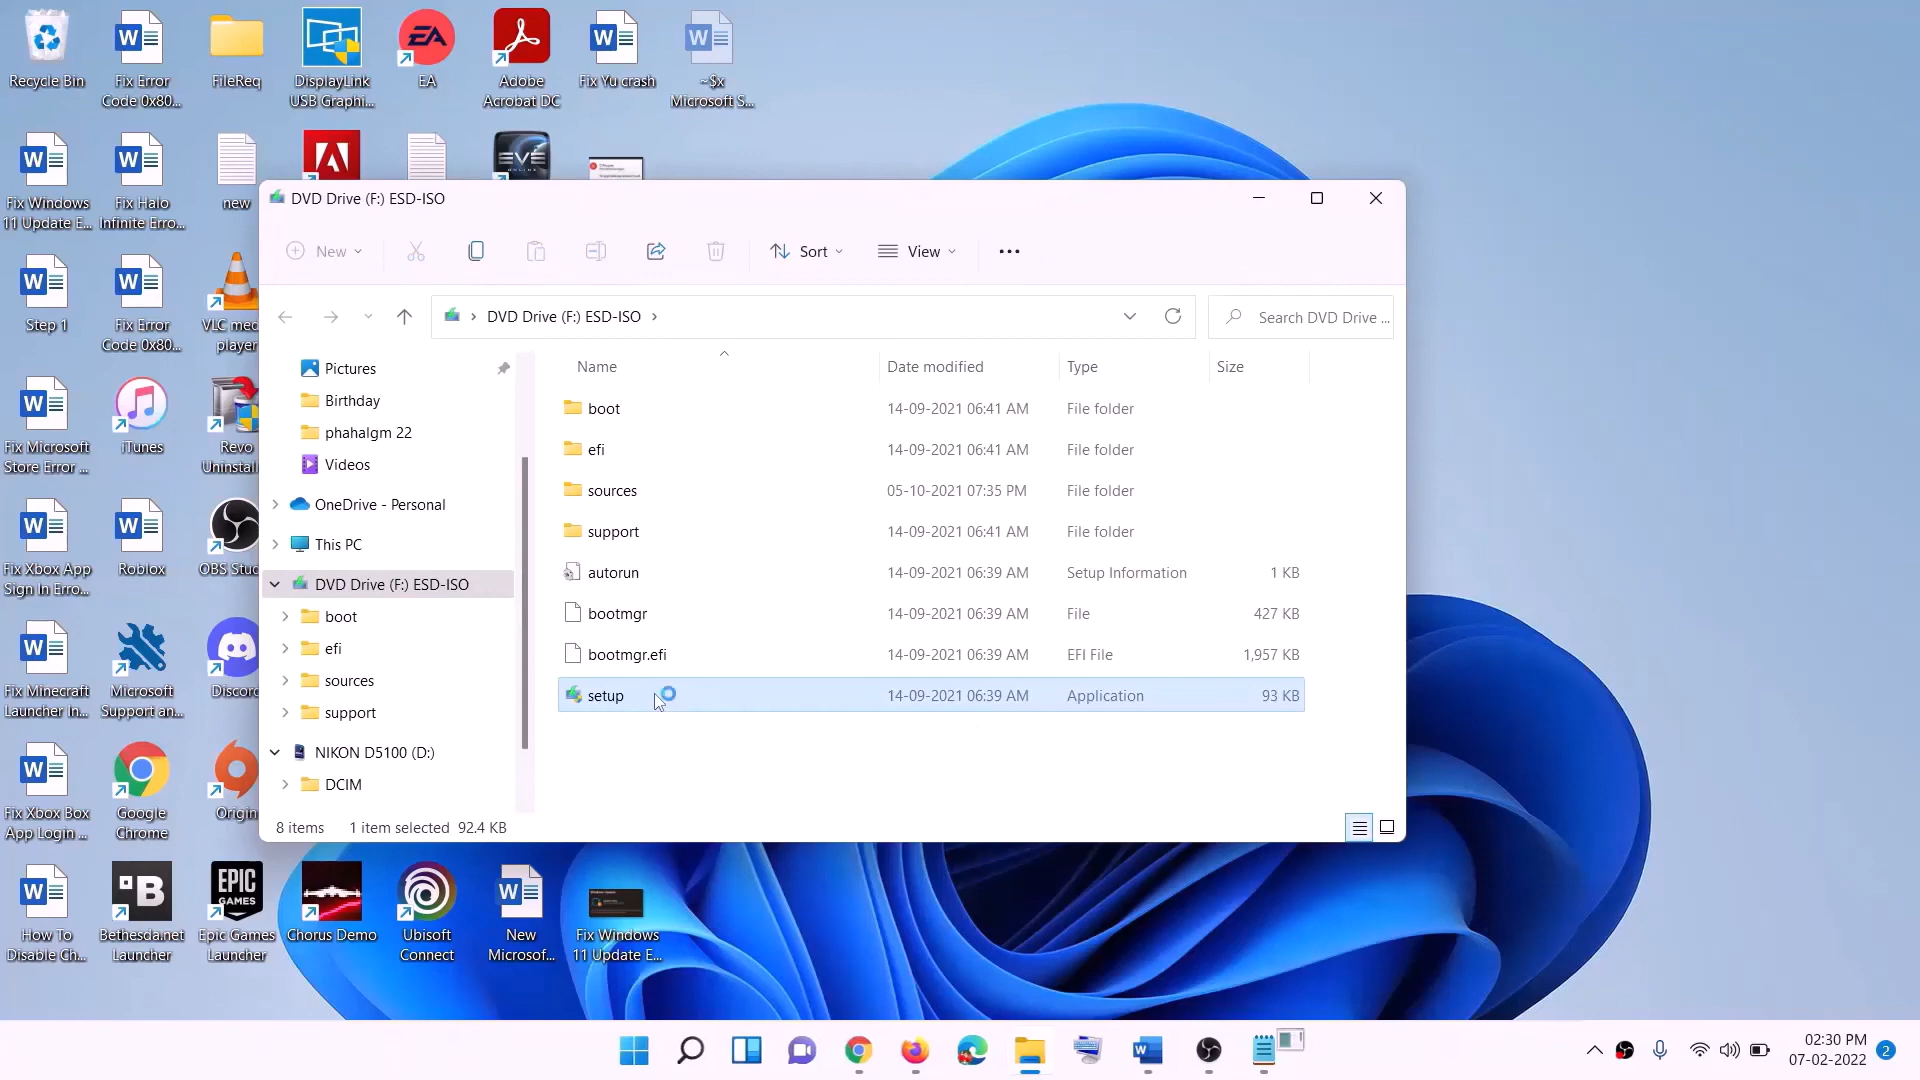 Recycle Bin
Fix Error
Code 0x80...
FileReq
DisplayLink
USB Graphi...
EA
EA
Adobe
Acrobat DC
Fix Yu crash
~$x
Microsoft S...
Fix Windows
11 Update E...
Fix Halo
Infinite Erro...
new
EVE
ONLINE
DVD Drive (F:) ESD-ISO
New
Sort
View
Step 1
Fix Error
Code 0x80...
VLC med
player
DVD Drive (F:) ESD-ISO
Search DVD Drive ...
Name
Date modified
Type
Size
Pictures
Birthday
phahalgm 22
Videos
OneDrive - Personal
This PC
DVD Drive (F:) ESD-ISO
boot
efi
sources
support
NIKON D5100 (D:)
DCIM
boot 14-09-2021 06:41 AM File folder
efi 14-09-2021 06:41 AM File folder
sources 05-10-2021 07:35 PM File folder
support 14-09-2021 06:41 AM File folder
autorun 14-09-2021 06:39 AM Setup Information 1 KB
bootmgr 14-09-2021 06:39 AM File 427 KB
bootmgr.efi 14-09-2021 06:39 AM EFI File 1,957 KB
setup 14-09-2021 06:39 AM Application 93 KB
8 items 1 item selected 92.4 KB
Fix Microsoft
Store Error ...
iTunes
Revo
Uninstal
Fix Xbox App
Sign In Erro...
Roblox
OBS Stud
Fix Minecraft
Launcher In...
Microsoft
Support an...
Discord
Fix Xbox Box
App Login ...
Google
Chrome
Origin
How To
Disable Ch...
Bethesda.net
Launcher
EPIC
GAMES
Epic Games
Launcher
Chorus Demo
Ubisoft
Connect
New
Microsof...
Fix Windows
11 Update E...
02:30 PM
07-02-2022
2